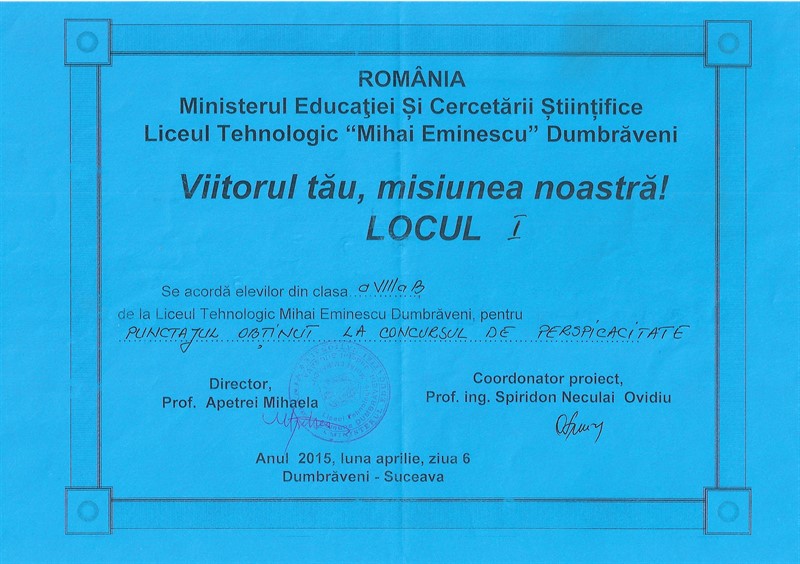 ROMÂNIA
Ministerul Educaţiei Și Cercetării Științifice
Liceul Tehnologic “Mihai Eminescu” Dumbrăveni
Viitorul tău, misiunea noastră!
LOCUL I
Se acordă elevilor din clasa a VIII a B
de la Liceul Tehnologic Mihai Eminescu Dumbrăveni, pentru
PUNCTAJUL OBȚINUT LA CONCURSUL DE PERSPICACITATE
Director,
Prof. Apetrei Mihaela
Coordonator proiect,
Prof. ing. Spiridon Neculai Ovidiu
Anul 2015, luna aprilie, ziua 6
Dumbrăveni - Suceava